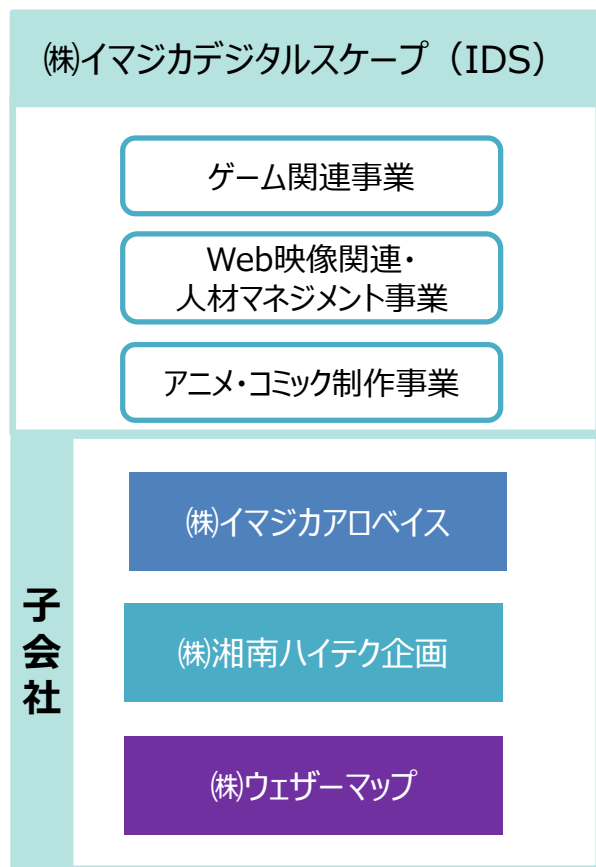 ㈱イマジカデジタルスケープ（IDS）
ゲーム関連事業
Web映像関連・
人材マネジメント事業
アニメ・コミック制作事業
子会社
㈱イマジカアロベイス
㈱湘南ハイテク企画
㈱ウェザーマップ